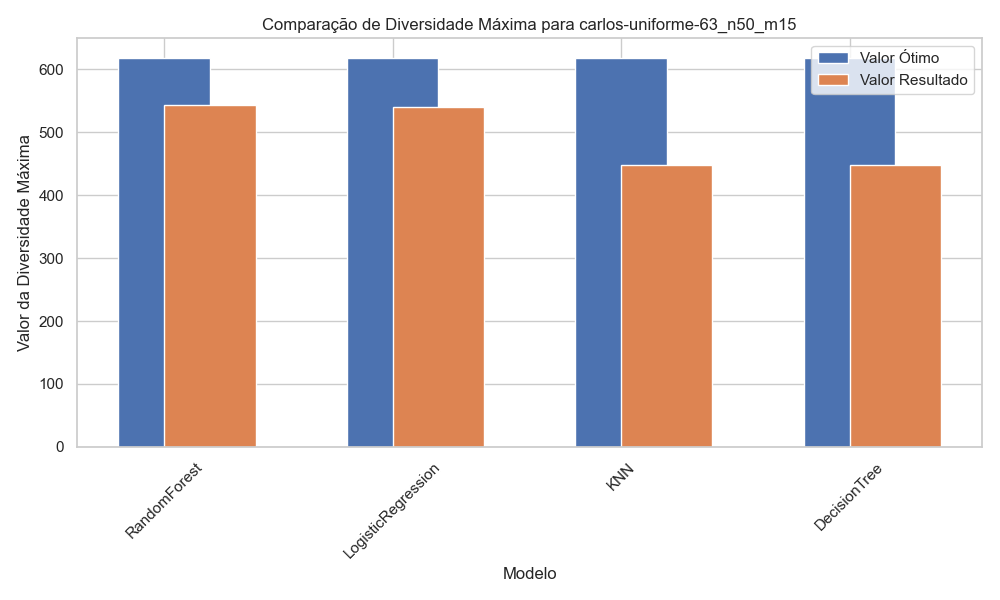 Comparação de Diversidade Máxima para carlos-uniforme-63_n50_m15
Valor Ótimo
Valor Resultado
Valor da Diversidade Máxima
600
500
400
300
200
100
0
RandomForest
LogisticRegression
KNN
DecisionTree
Modelo